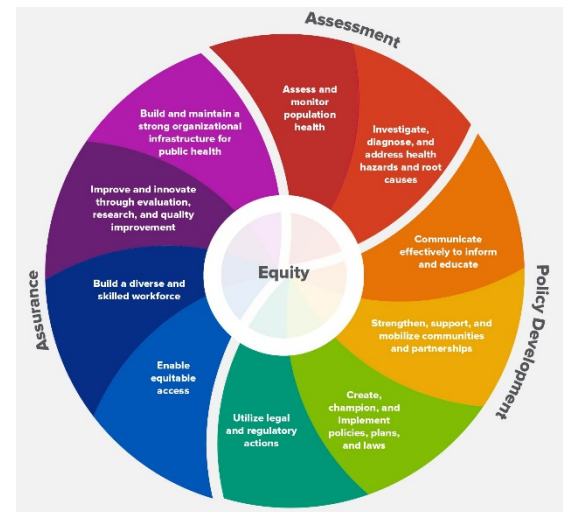 Assessment
Assess and
monitor
population
health
Investigate,
diagnose, and
address health
hazards and root
causes
Policy Development
Communicate
effectively to inform
and educate
Strengthen, support, and
mobilize communities
and partnerships
Create,
champion, and
implement
policies, plans,
and laws
Utilize legal
and regulatory
actions
Assurance
Enable
equitable
access
Build a diverse and
skilled workforce
Improve and innovate
through evaluation,
research, and quality
improvement
Build and maintain a
strong organizational
infrastructure for
public health
Equity